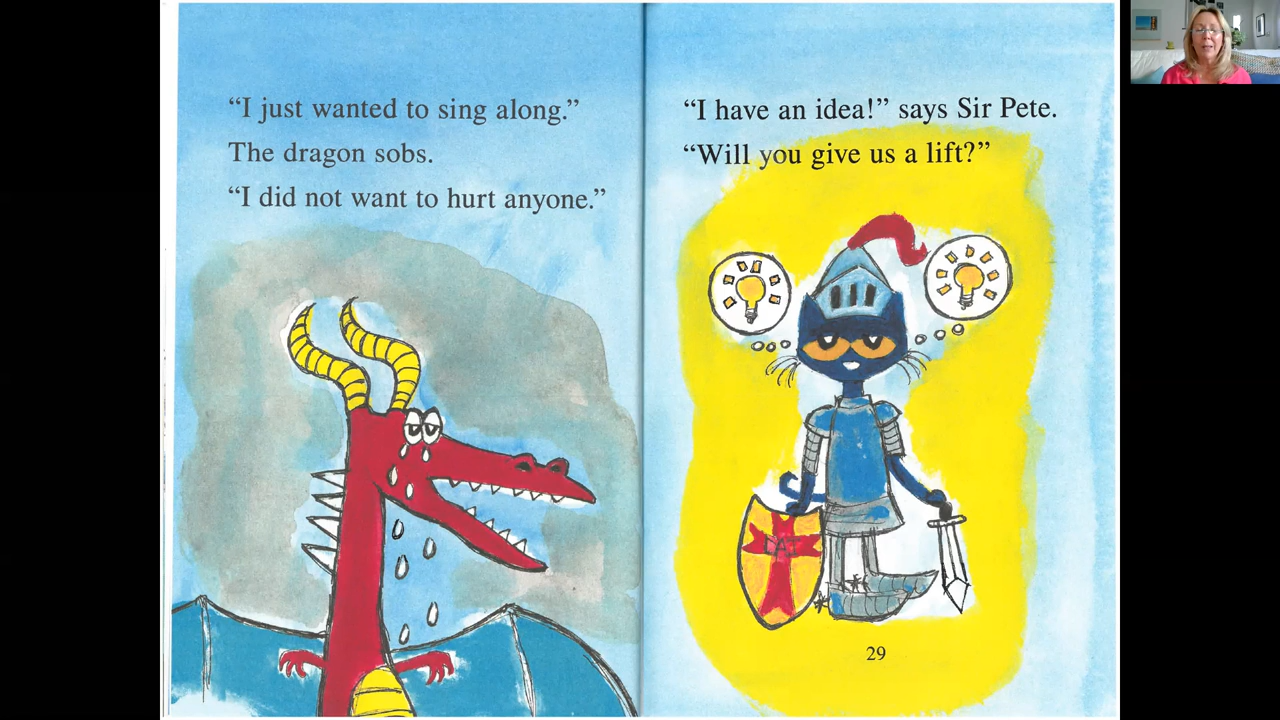 “I just wanted to sing along.”
The dragon sobs.
“I did not want to hurt anyone.”
“I have an idea!” says Sir Pete.
“Will you give us a lift?”
CAT
29